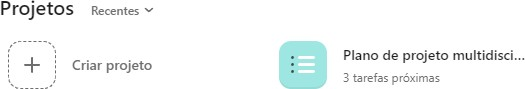 Projetos Recentes
Criar projeto
Plano de projeto multidisci...
3 tarefas próximas